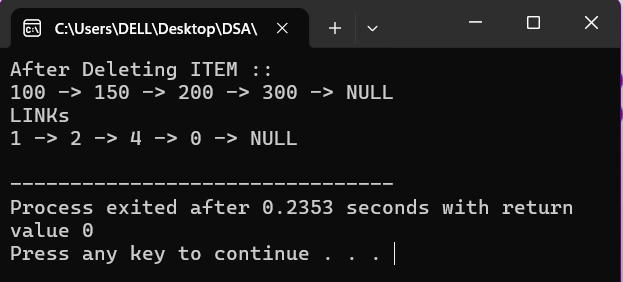 C:\Users\DELL\Desktop\DSA\
After Deleting ITEM ::
100 -> 150 -> 200 -> 300 -> NULL
LINKs
1 -> 2 -> 4 -> 0 -> NULL
--------------------------------
Process exited after 0.2353 seconds with return
value 0
Press any key to continue . . .